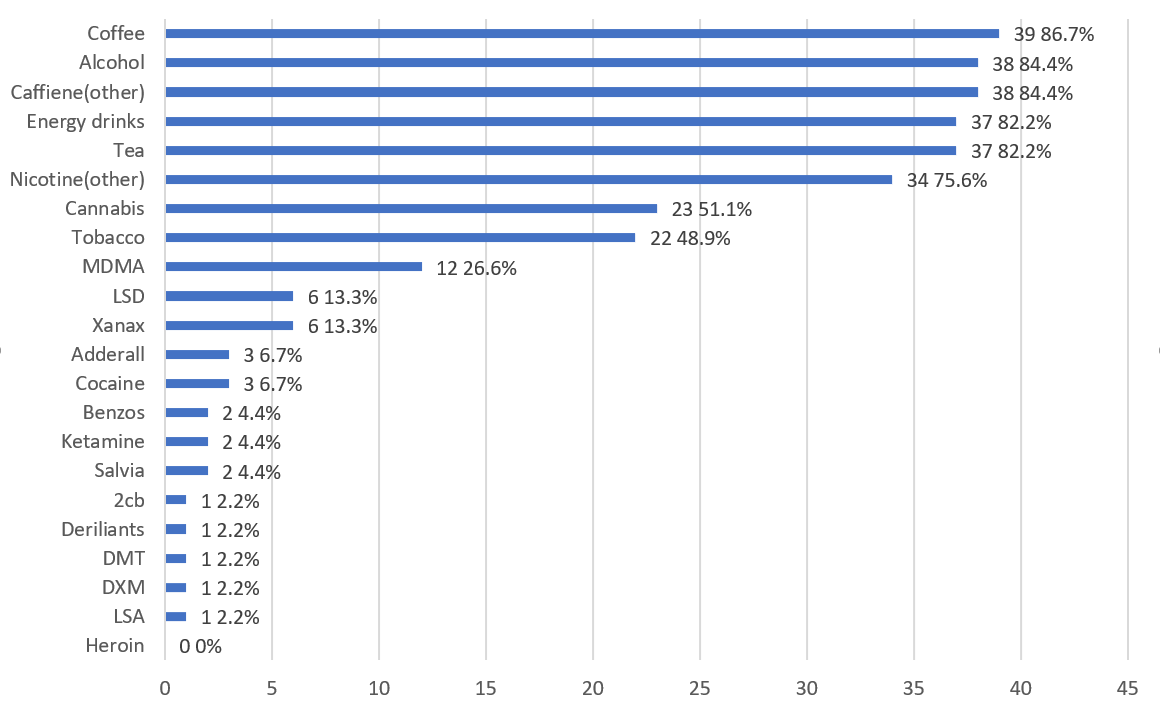 Coffee 39 86.7%
Alcohol 38 84.4%
Caffiene(other) 38 84.4%
Energy drinks 37 82.2%
Tea 37 82.2%
Nicotine(other) 34 75.6%
Cannabis 23 51.1%
Tobacco 22 48.9%
MDMA 12 26.6%
LSD 6 13.3%
Xanax 6 13.3%
Adderall 3 6.7%
Cocaine 3 6.7%
Benzos 2 4.4%
Ketamine 2 4.4%
Salvia 2 4.4%
2cb 1 2.2%
Deriliants 1 2.2%
DMT 1 2.2%
DXM 1 2.2%
LSA 1 2.2%
Heroin 0 0%
0 5 10 15 20 25 30 35 40 45